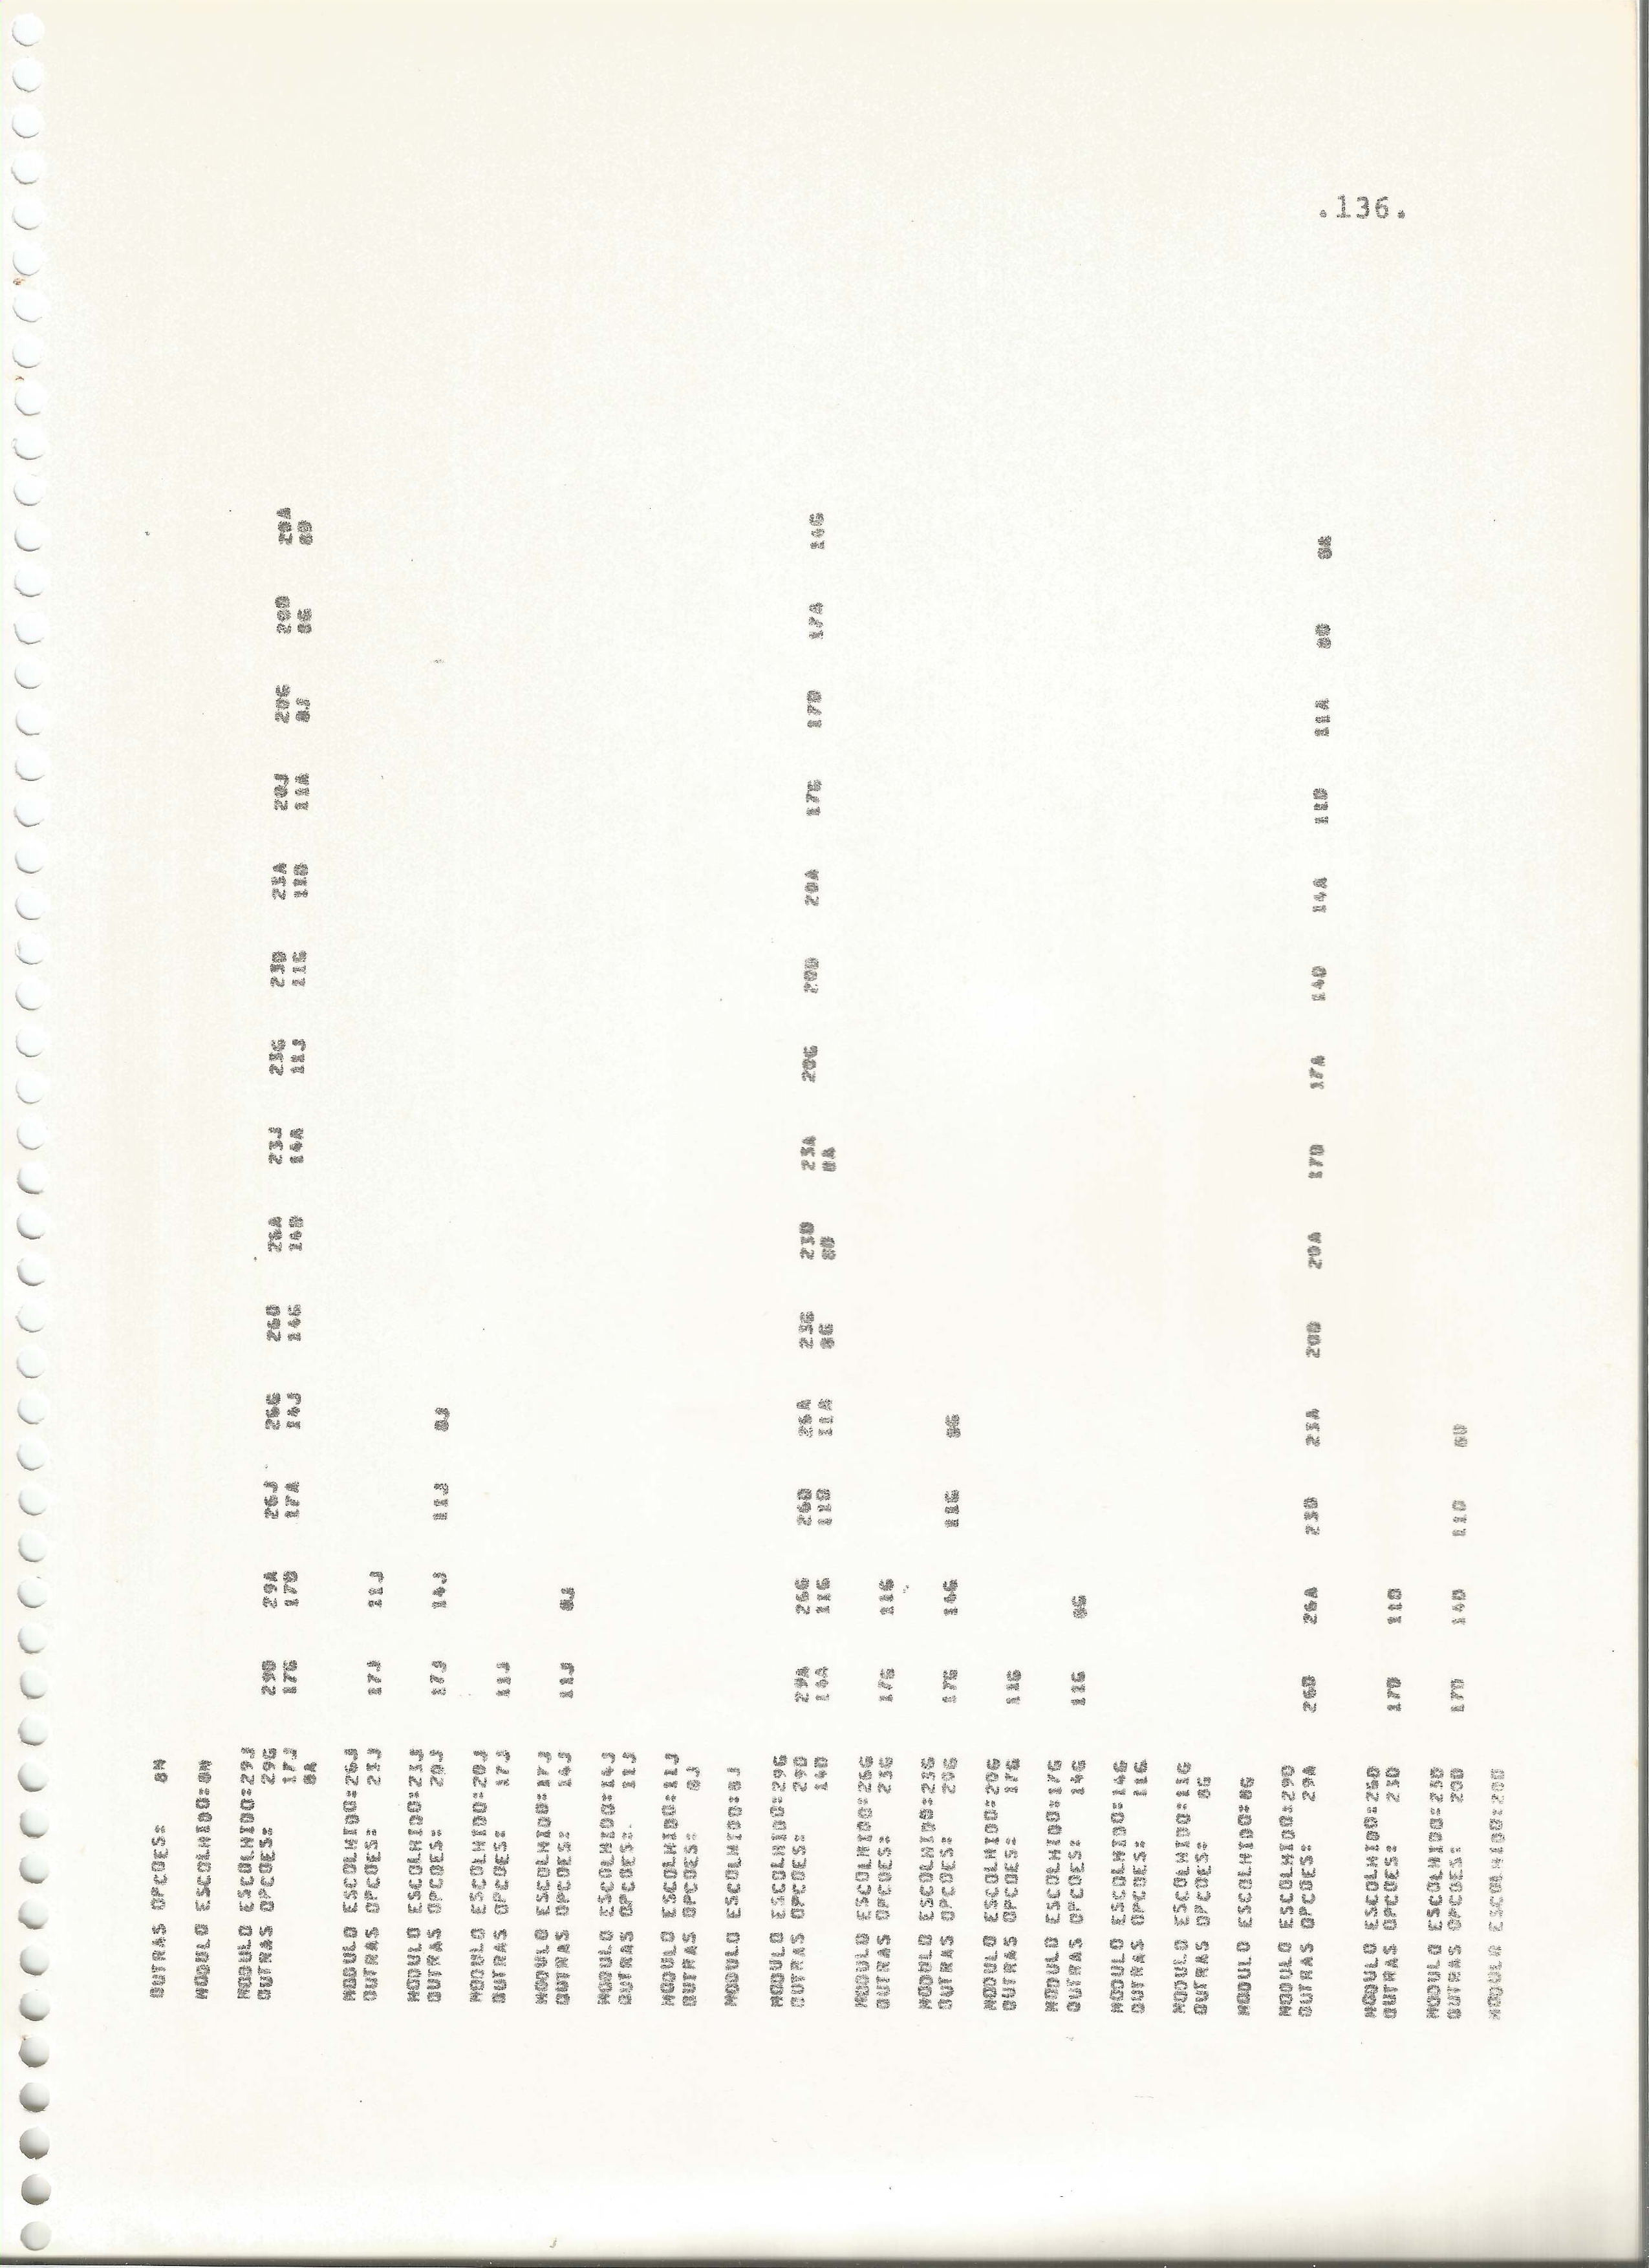 .136.
OUTRAS OPCOES: 8M
MODULO ESCOLHIDO:8M
MODULO ESCOLHIDO:29J
OUTRAS OPCOES: 29G 29D 29A 26J 26G 26D 26A 23J 23G 23D 23A 20J 20G 20D 20A
17J 17G 17D 17A 14J 14G 14D 14A 11J 11G 11D 11A 8J 8G 8D
8A
MODULO ESCOLHIDO:26J
OUTRAS OPCOES: 23J 17J 11J
MODULO ESCOLHIDO:23J
OUTRAS OPCOES: 20J 17J 14J 11J 8J
MODULO ESCOLHIDO:20J
OUTRAS OPCOES: 17J 11J
MODULO ESCOLHIDO:17J
OUTRAS OPCOES: 14J 11J 8J
MODULO ESCOLHIDO:14J
OUTRAS OPCOES: 11J
MODULO ESCOLHIDO:11J
OUTRAS OPCOES: 8J
MODULO ESCOLHIDO:8J
MODULO ESCOLHIDO:29G
OUTRAS OPCOES: 29D 29A 26G 26D 26A 23G 23D 23A 20G 20D 20A 17G 17D 17A 14G
14D 14A 11G 11D 11A 8G 8D 8A
MODULO ESCOLHIDO:26G
OUTRAS OPCOES: 23G 17G 11G
MODULO ESCOLHIDO:23G
OUTRAS OPCOES: 20G 17G 14G 11G 8G
MODULO ESCOLHIDO:20G
OUTRAS OPCOES: 17G 11G
MODULO ESCOLHIDO:17G
OUTRAS OPCOES: 14G 11G 8G
MODULO ESCOLHIDO:14G
OUTRAS OPCOES: 11G
MODULO ESCOLHIDO:11G
OUTRAS OPCOES: 8G
MODULO ESCOLHIDO:8G
MODULO ESCOLHIDO:29D
OUTRAS OPCOES: 29A 26D 26A 23D 23A 20D 20A 17D 17A 14D 14A 11D 11A 8D 8A
MODULO ESCOLHIDO:26D
OUTRAS OPCOES: 23D 17D 11D
MODULO ESCOLHIDO:23D
OUTRAS OPCOES: 20D 17D 14D 11D 8D
MODULO ESCOLHIDO:20D